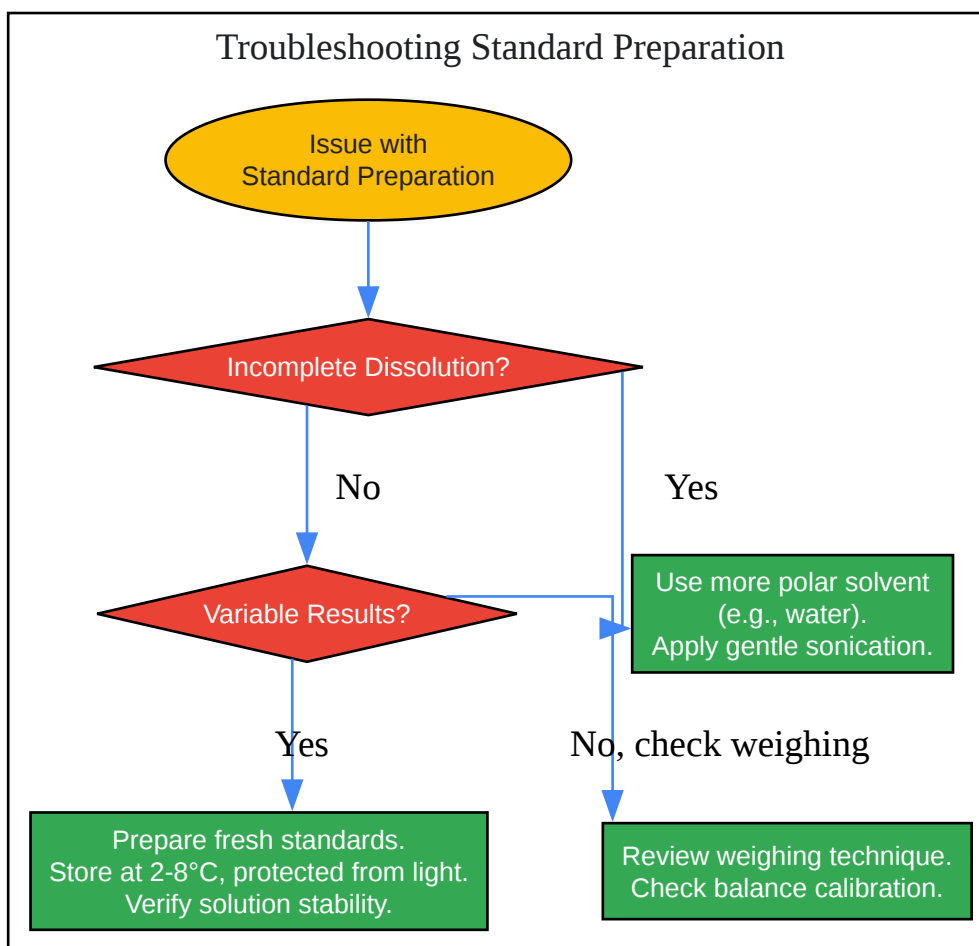 Troubleshooting Standard Preparation
Issue with
Standard Preparation
Incomplete Dissolution?
No
Yes
Variable Results?
Use more polar solvent
(e.g., water).
Apply gentle sonication.
Yes
No, check weighing
Prepare fresh standards.
Store at 2-8°C, protected from light.
Verify solution stability.
Review weighing technique.
Check balance calibration.